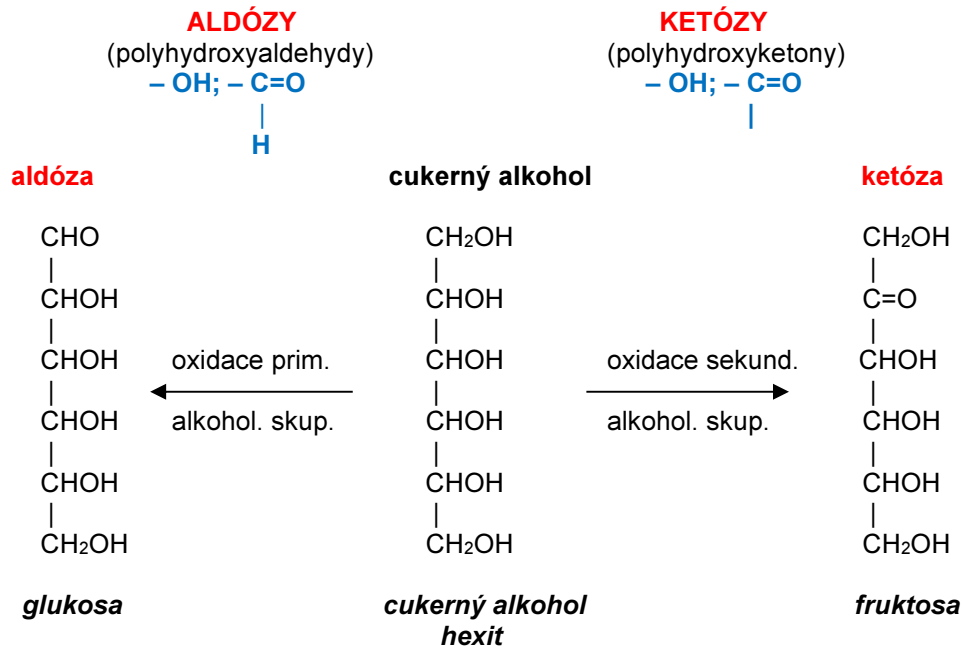 ALDÓZY KETÓZY
(polyhydroxyaldehydy) (polyhydroxyketony)
– OH; – C=O – OH; – C=O
| |
H
aldóza cukerný alkohol ketóza
CHO CH₂OH CH₂OH
| | |
CHOH CHOH C=O
| | |
CHOH oxidace prim. CHOH oxidace sekund. CHOH
| | |
CHOH alkohol. skup. CHOH alkohol. skup. CHOH
| | |
CHOH CHOH CHOH
| | |
CH₂OH CH₂OH CH₂OH
glukosa cukerný alkohol fruktosa
hexit